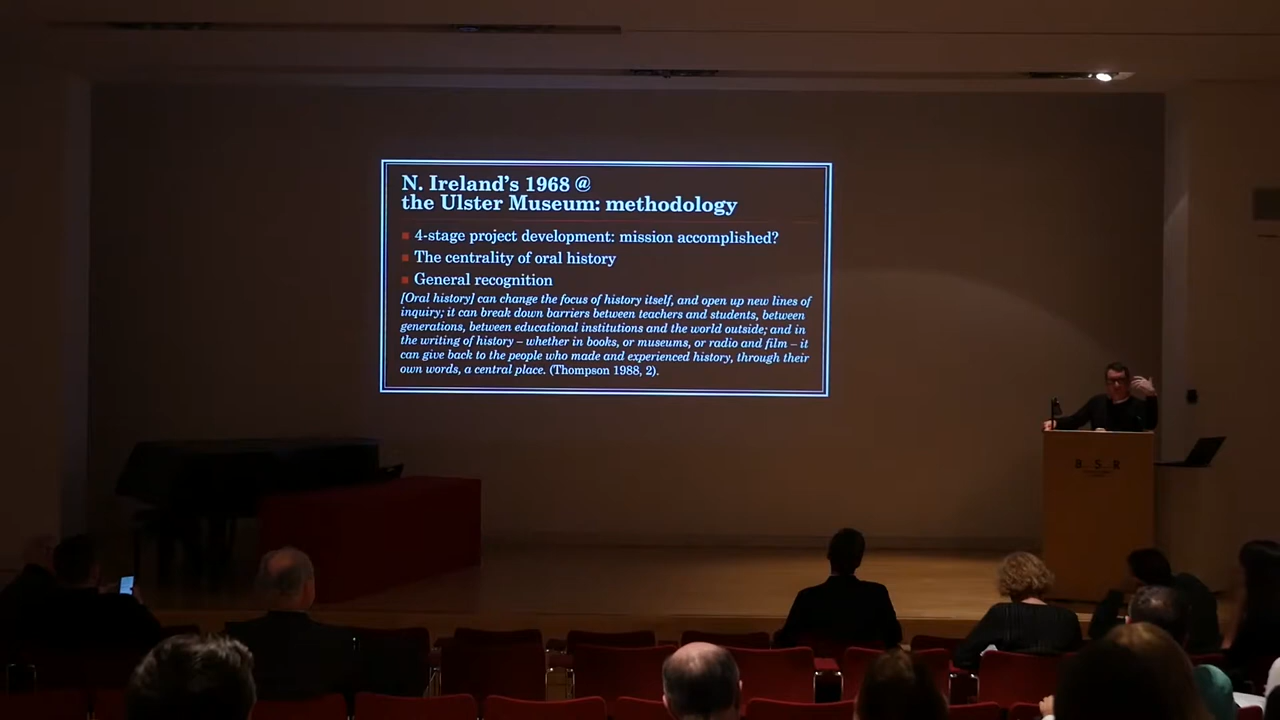 N. Ireland's 1968 @
the Ulster Museum: methodology
4-stage project development: mission accomplished?
The centrality of oral history
General recognition
[Oral history] can change the focus of history itself, and open up new lines of
inquiry; it can break down barriers between teachers and students, between
generations, between educational institutions and the world outside; and in
the writing of history – whether in books, or museums, or radio and film – it
can give back to the people who made and experienced history, through their
own words, a central place. (Thompson 1988, 2).
B S R